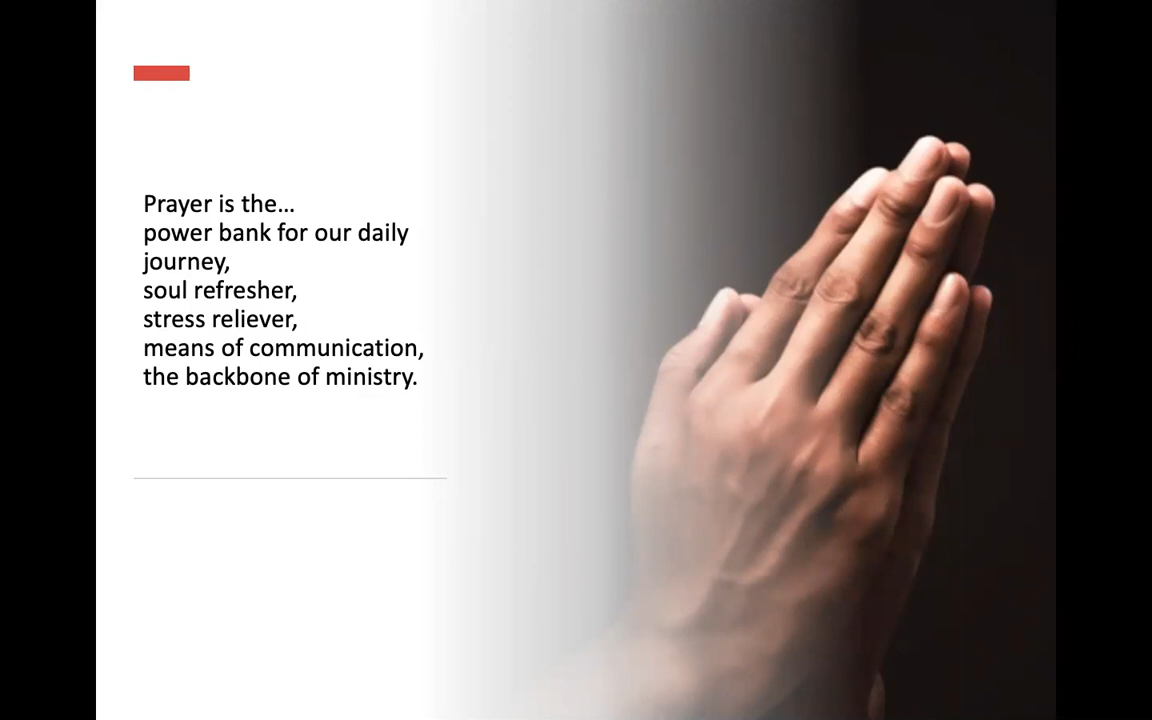 Prayer is the...
power bank for our daily
journey,
soul refresher,
stress reliever,
means of communication,
the backbone of ministry.